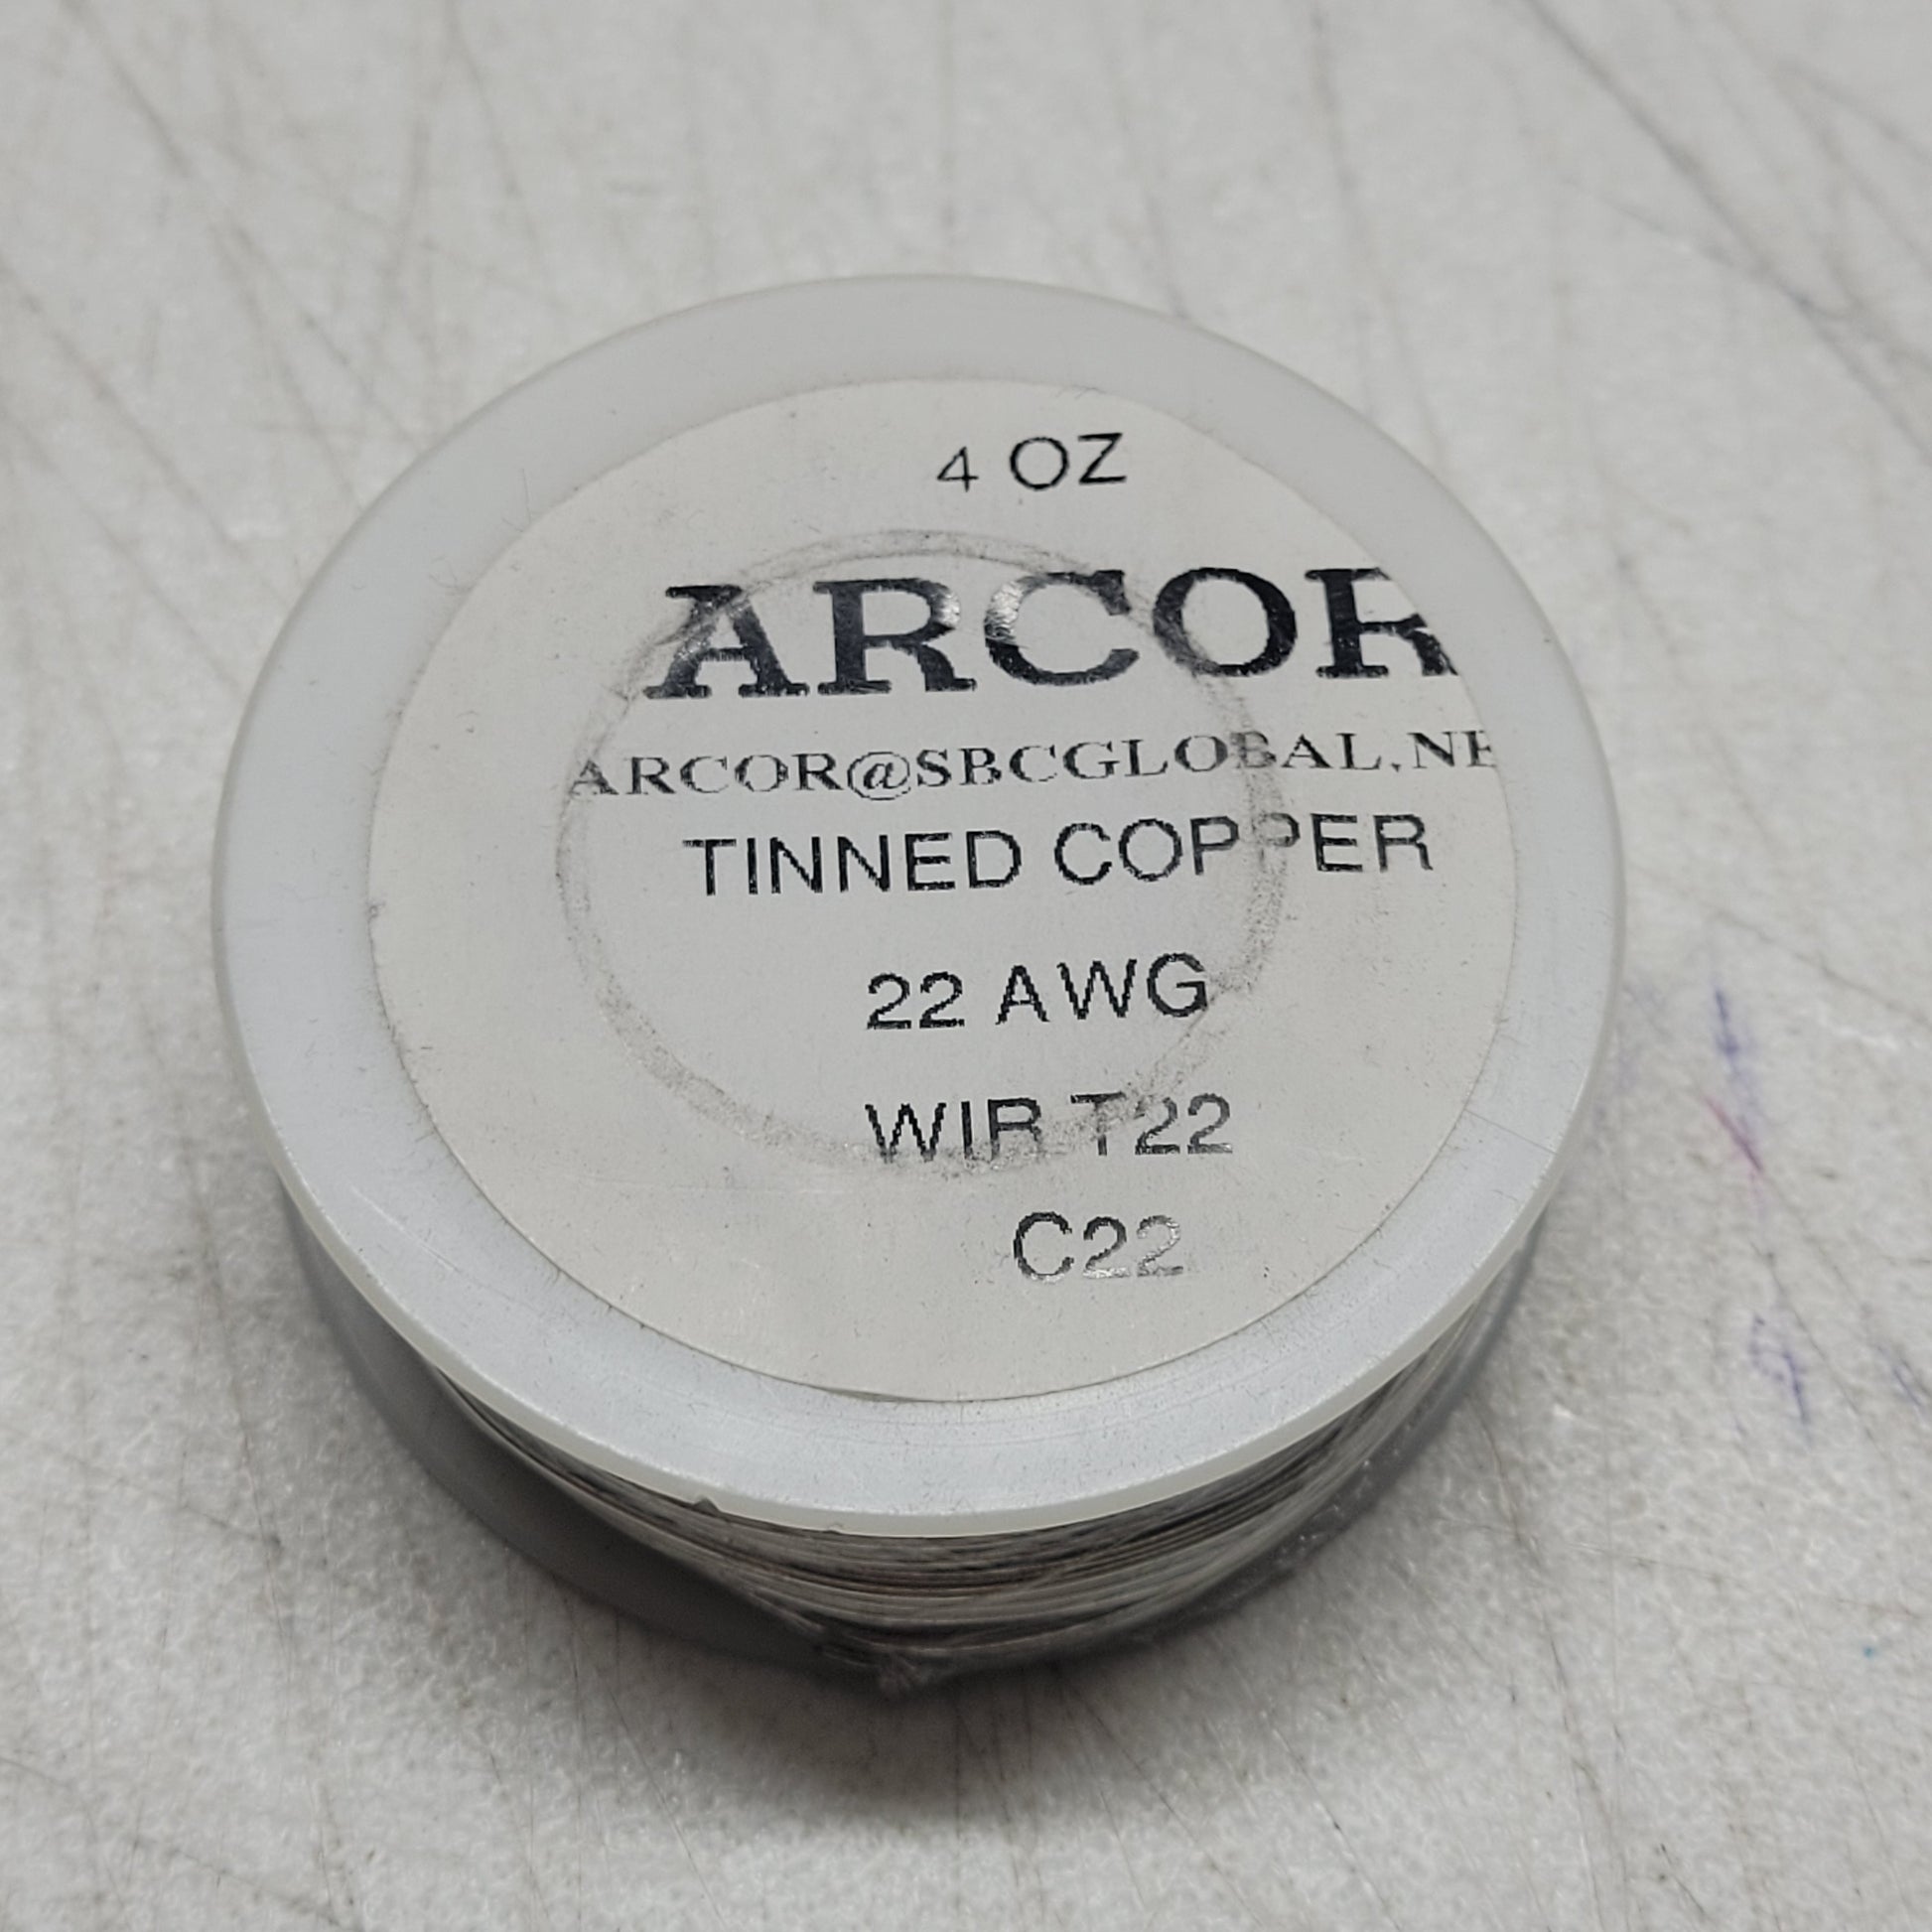 4 OZ
ARCOR
ARCOR@SBCGLOBAL.NE
TINNED COPPER
22 AWG
WIR T22
C22